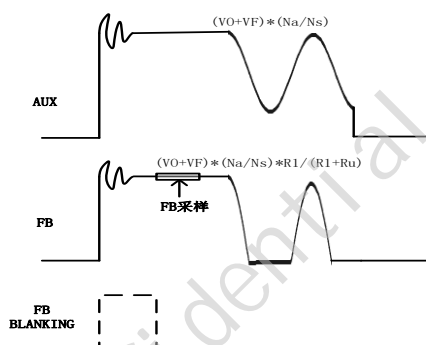 (VO+VF)*(Na/Ns)
AUX
(VO+VF)*(Na/Ns)*R1/(R1+Ru)
FB采样
FB
FB
BLANKING